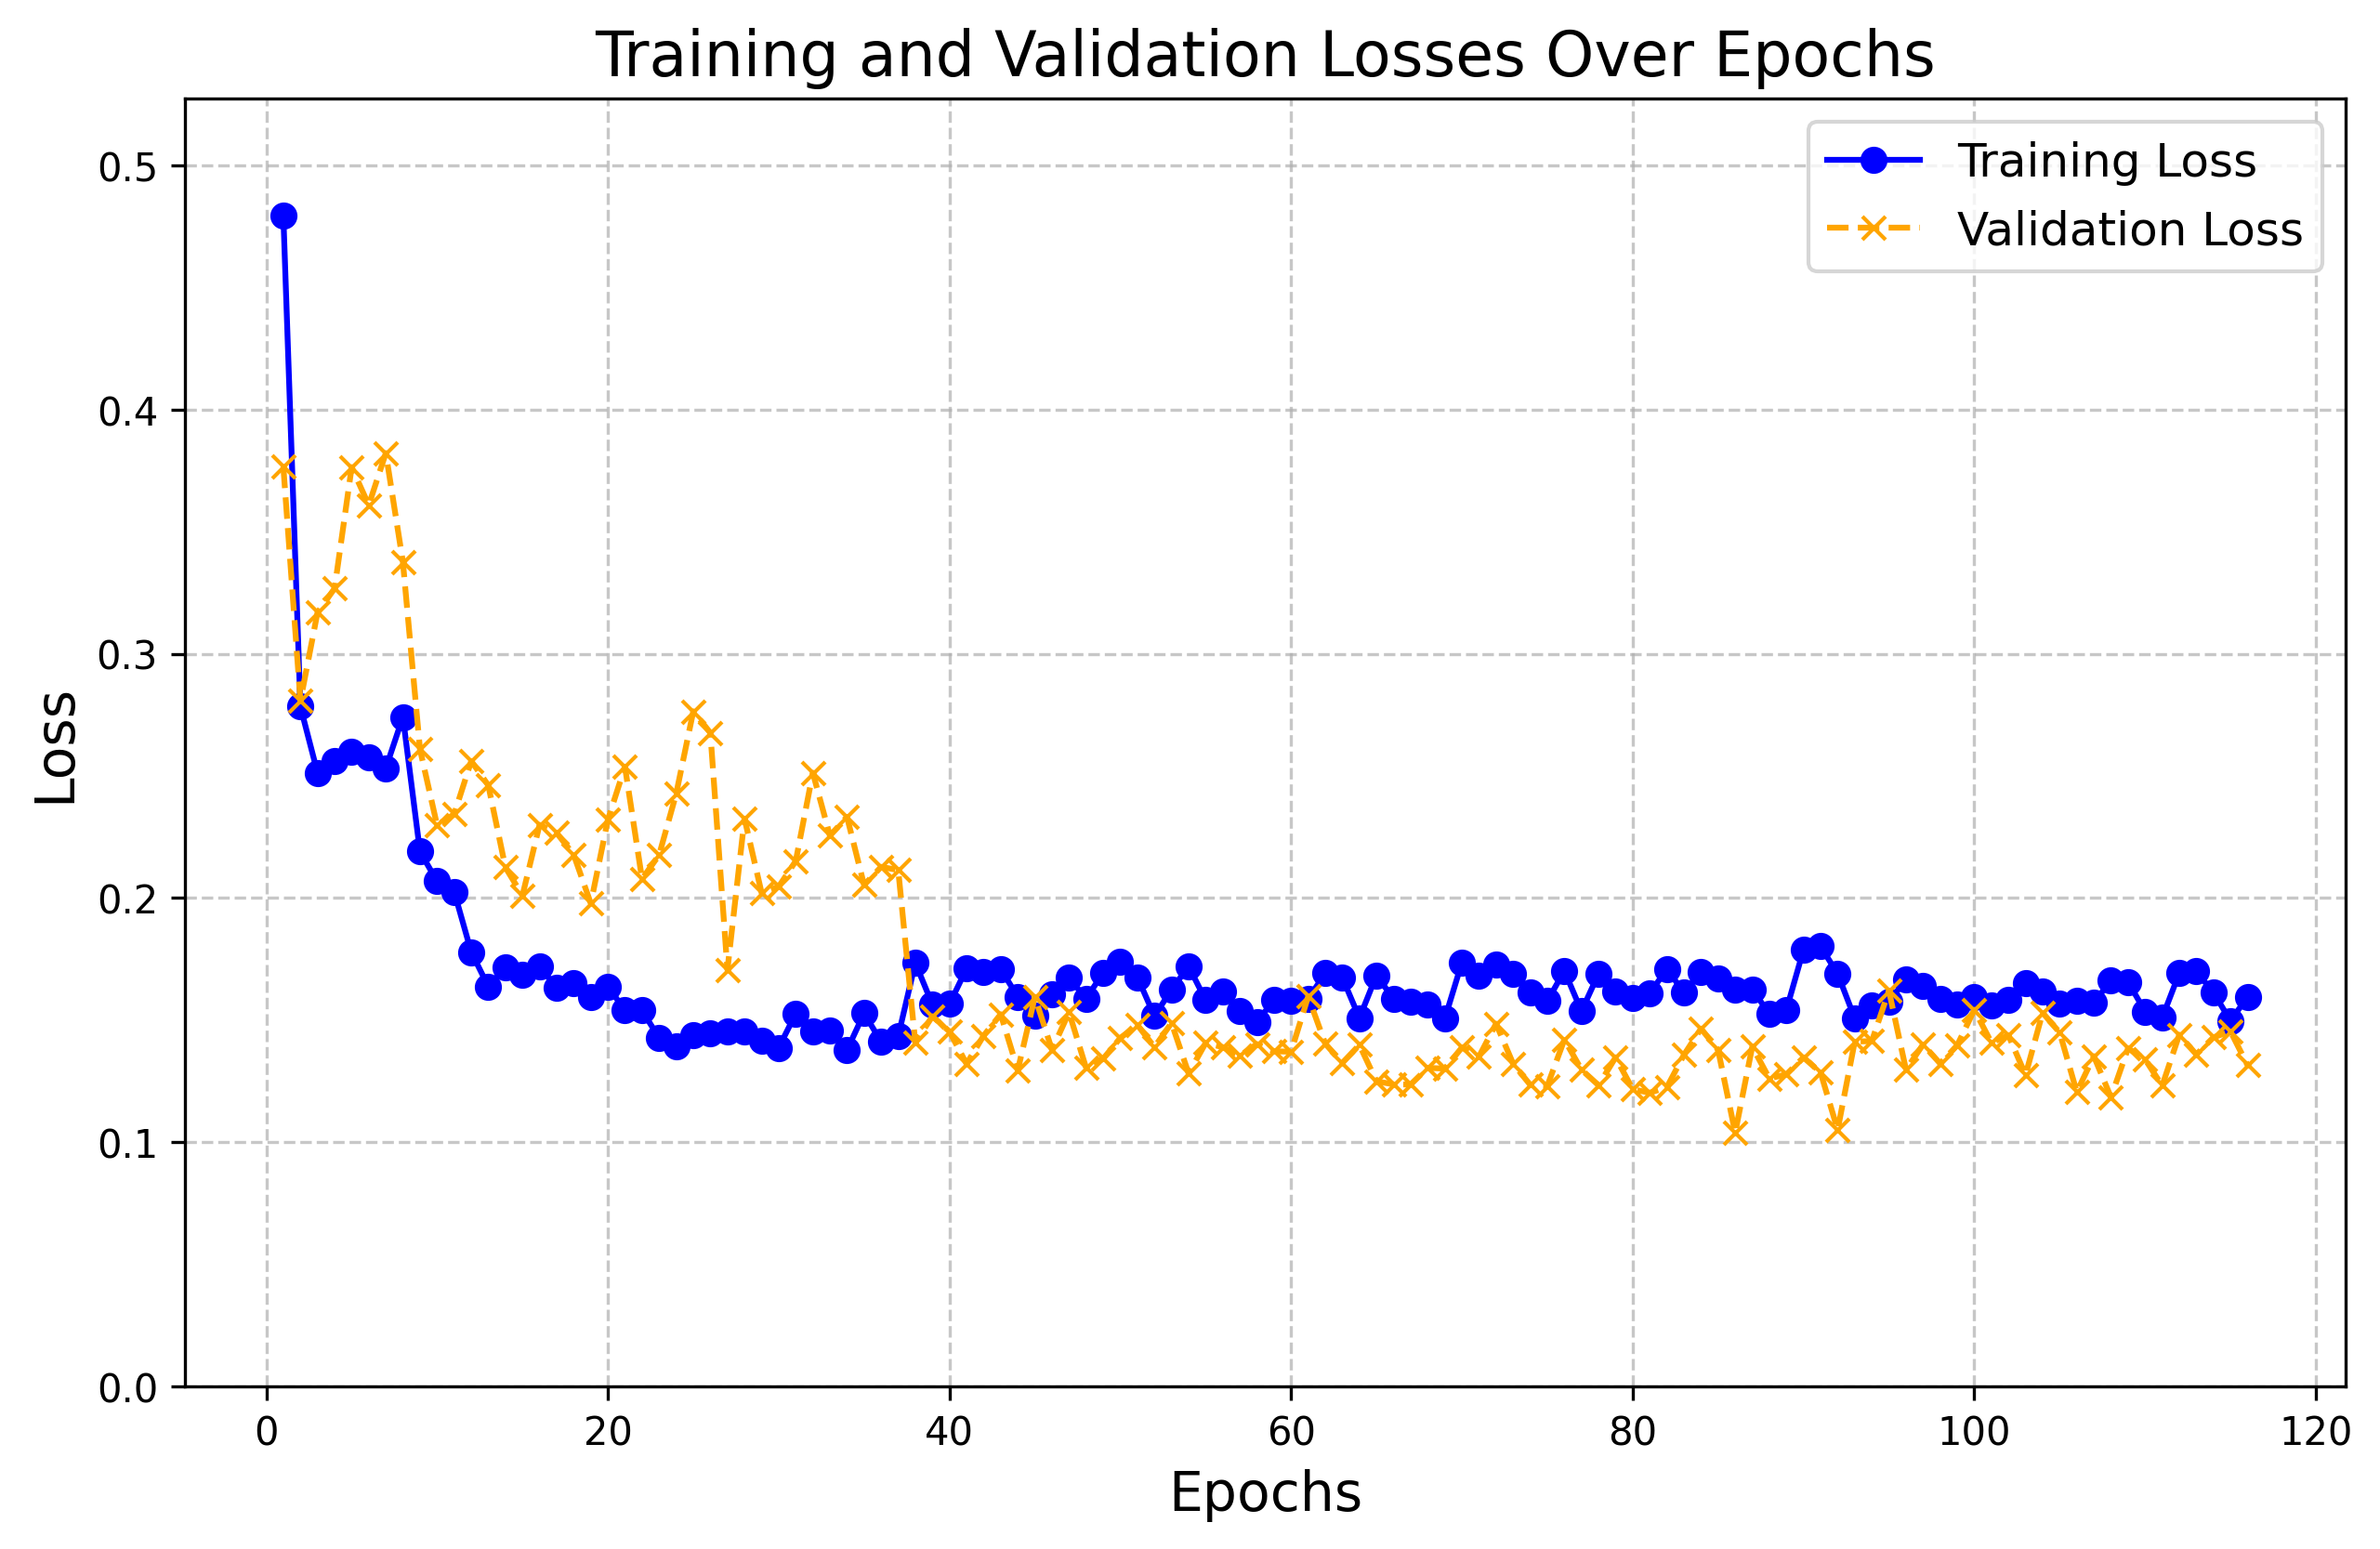 Training and Validation Losses Over Epochs
Training Loss
Validation Loss
0.5
0.4
0.3
0.2
0.1
0.0
Loss
0 20 40 60 80 100 120
Epochs